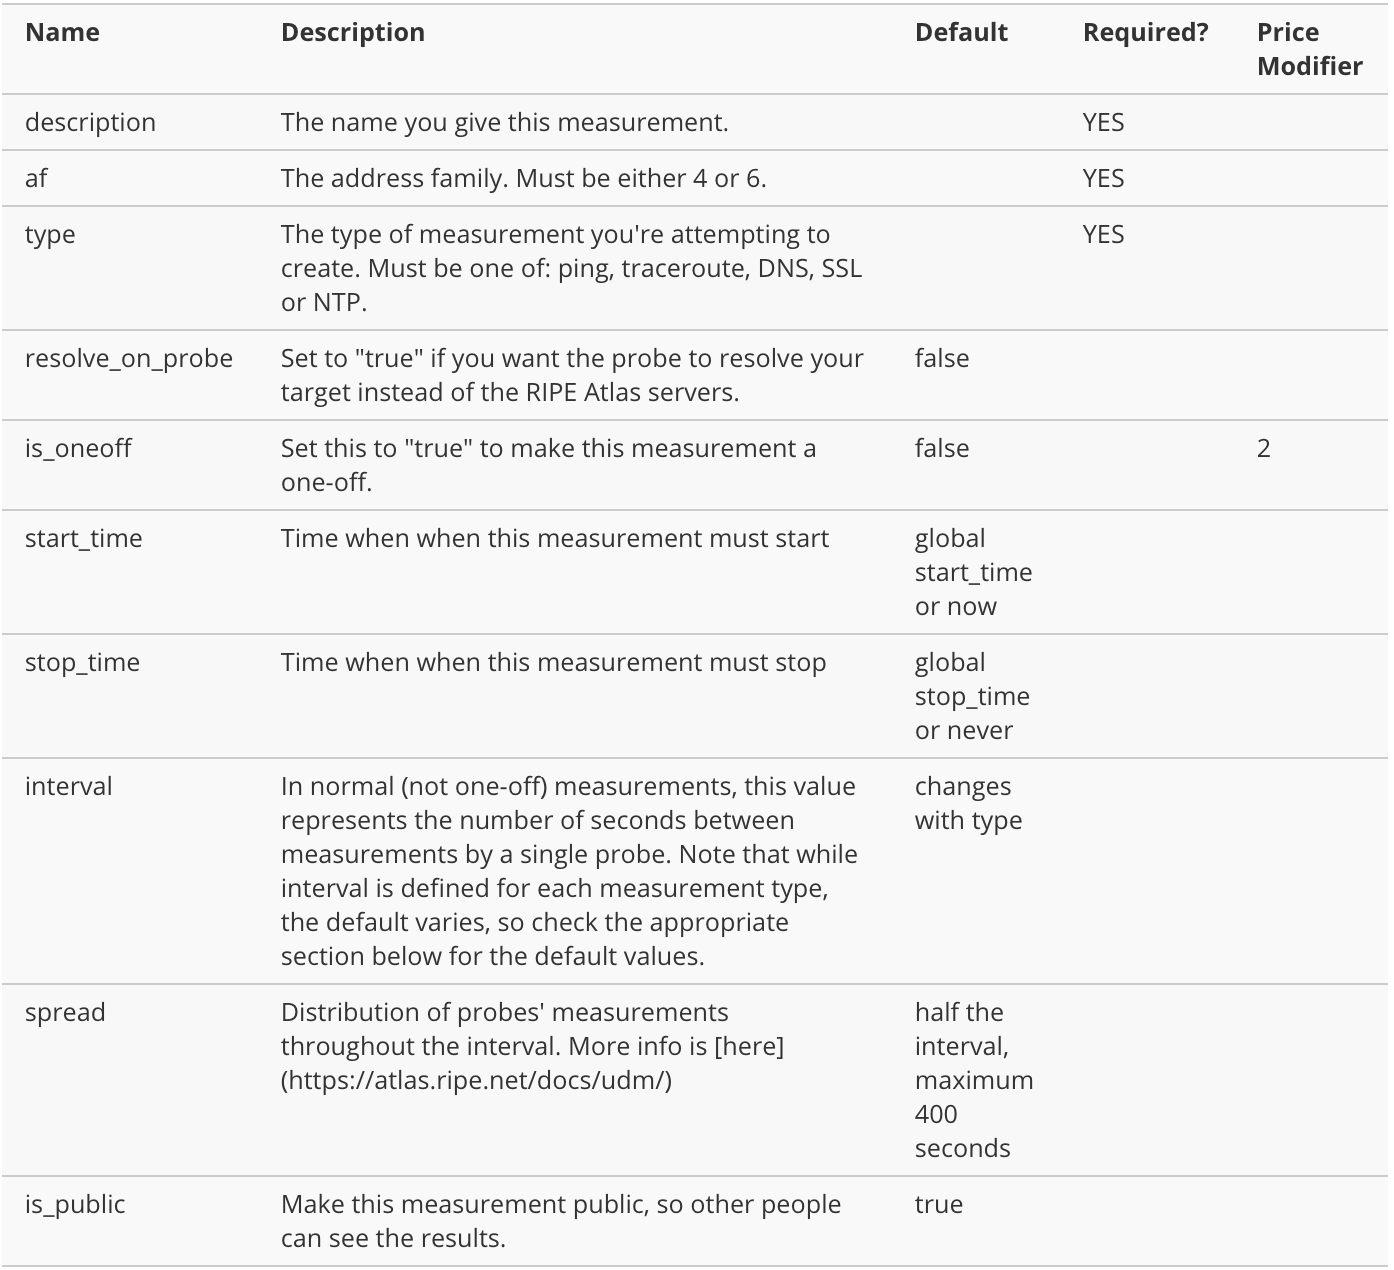 Name Description Default Required? Price Modifier
description The name you give this measurement. YES
af The address family. Must be either 4 or 6. YES
type The type of measurement you're attempting to YES
create. Must be one of: ping, traceroute, DNS, SSL
or NTP.
resolve_on_probe Set to "true" if you want the probe to resolve your false
target instead of the RIPE Atlas servers.
is_oneoff Set this to "true" to make this measurement a false 2
one-off.
start_time Time when when this measurement must start global
start_time
or now
stop_time Time when when this measurement must stop global
stop_time
or never
interval In normal (not one-off) measurements, this value changes
represents the number of seconds between with type
measurements by a single probe. Note that while
interval is defined for each measurement type,
the default varies, so check the appropriate
section below for the default values.
spread Distribution of probes' measurements half the
throughout the interval. More info is [here] interval,
(https://atlas.ripe.net/docs/udm/) maximum
400
seconds
is_public Make this measurement public, so other people true
can see the results.